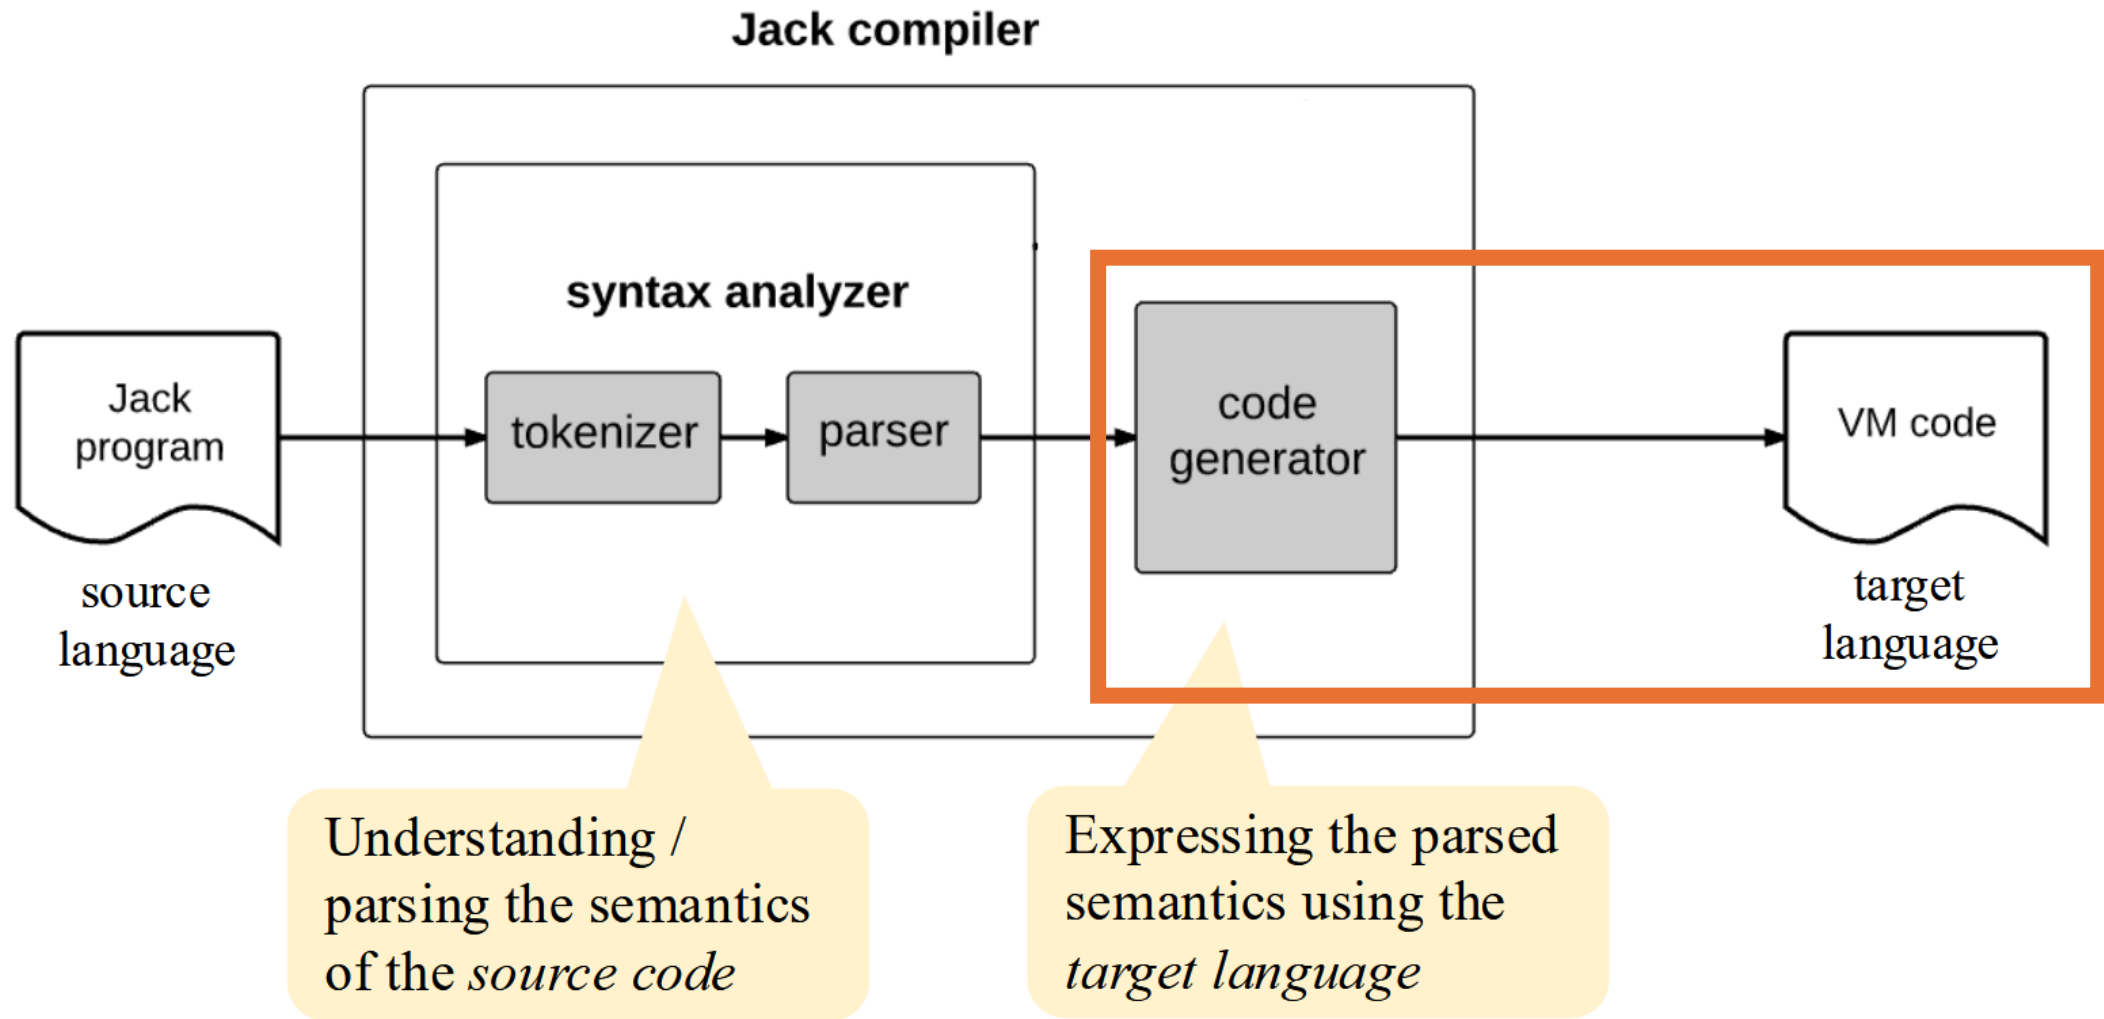 Jack compiler
syntax analyzer
Jack
program
tokenizer
parser
code
generator
VM code
source
language
target
language
Understanding /
parsing the semantics
of the source code
Expressing the parsed
semantics using the
target language